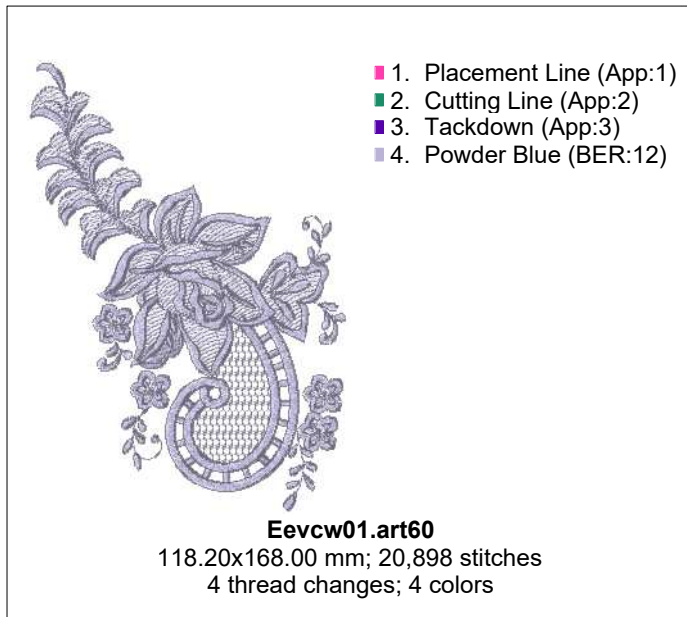 1. Placement Line (App:1)
2. Cutting Line (App:2)
3. Tackdown (App:3)
4. Powder Blue (BER:12)
Eevcw01.art60
118.20x168.00 mm; 20,898 stitches
4 thread changes; 4 colors